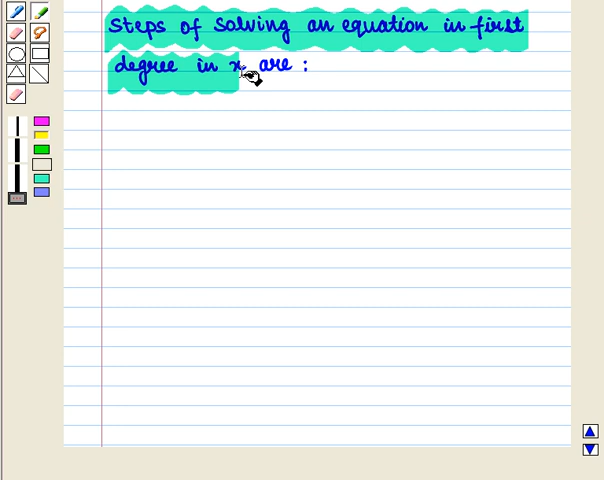 Steps of Solving an equation in first
degree in x are :